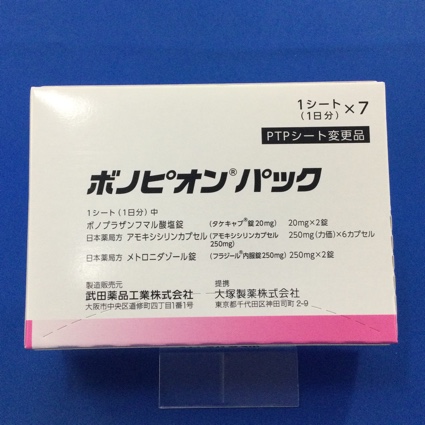 1シート×7
(1日分)
PTPシート変更品
ボノピオン®パック
1シート(1日分)中
ボノプラザンフマル酸塩錠 (タケキャブ®錠20mg) 20mg×2錠
日本薬局方 アモキシシリンカプセル (アモキシシリンカプセル 250mg) 250mg(力価)×6カプセル
日本薬局方 メトロニダゾール錠 (フラジール®内服錠250mg) 250mg×2錠
製造販売元
武田薬品工業株式会社
大阪市中央区道修町四丁目1番1号
提携
大塚製薬株式会社
東京都千代田区神田司町2-9